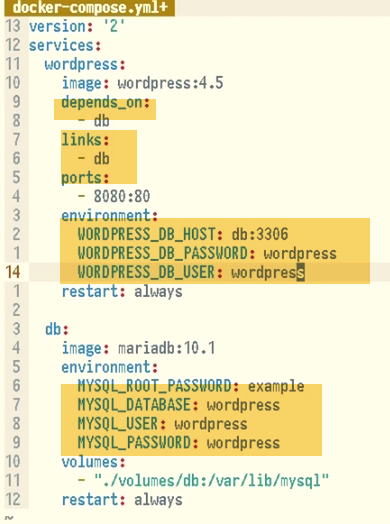 docker-compose.yml+
13 version: '2'
12 services:
11   wordpress:
10     image: wordpress:4.5
9     depends_on:
8       - db
7     links:
6       - db
5     ports:
4       - 8080:80
3     environment:
2       WORDPRESS_DB_HOST: db:3306
1       WORDPRESS_DB_PASSWORD: wordpress
14       WORDPRESS_DB_USER: wordpress
1     restart: always
2
3   db:
4     image: mariadb:10.1
5     environment:
6       MYSQL_ROOT_PASSWORD: example
7       MYSQL_DATABASE: wordpress
8       MYSQL_USER: wordpress
9       MYSQL_PASSWORD: wordpress
10     volumes:
11       - "./volumes/db:/var/lib/mysql"
12     restart: always
~